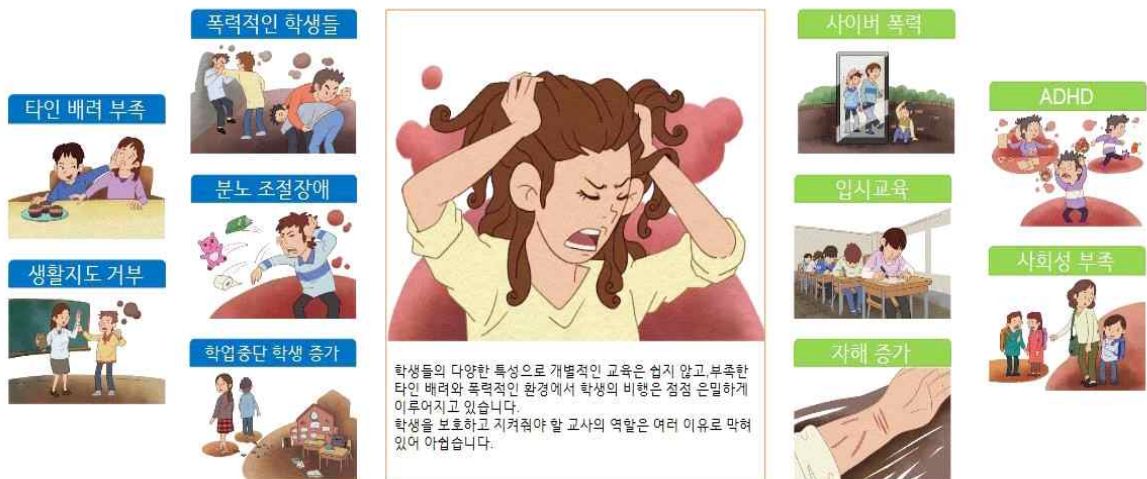 타인 배려 부족
생활지도 거부
폭력적인 학생들
분노 조절장애
학업중단 학생 증가
학생들의 다양한 특성으로 개별적인 교육은 쉽지 않고,부족한
타인 배려와 폭력적인 환경에서 학생의 비행은 점점 은밀하게
이루어지고 있습니다.
학생을 보호하고 지켜줘야 할 교사의 역할은 여러 이유로 막혀
있어 아쉽습니다.
사이버 폭력
입시교육
자해 증가
ADHD
사회성 부족